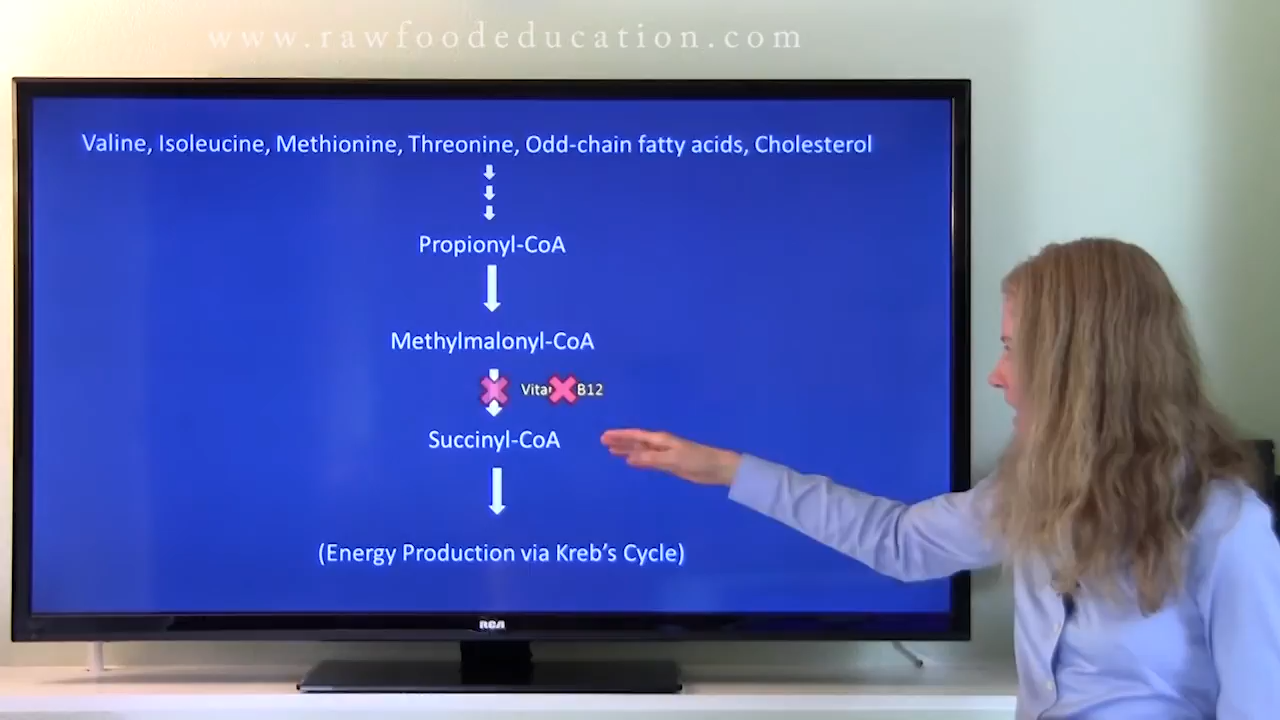 www.rawfoodeducation.com
Valine, Isoleucine, Methionine, Threonine, Odd-chain fatty acids, Cholesterol
Propionyl-CoA
Methylmalonyl-CoA
Vita B12
Succinyl-CoA
(Energy Production via Kreb's Cycle)
RCA